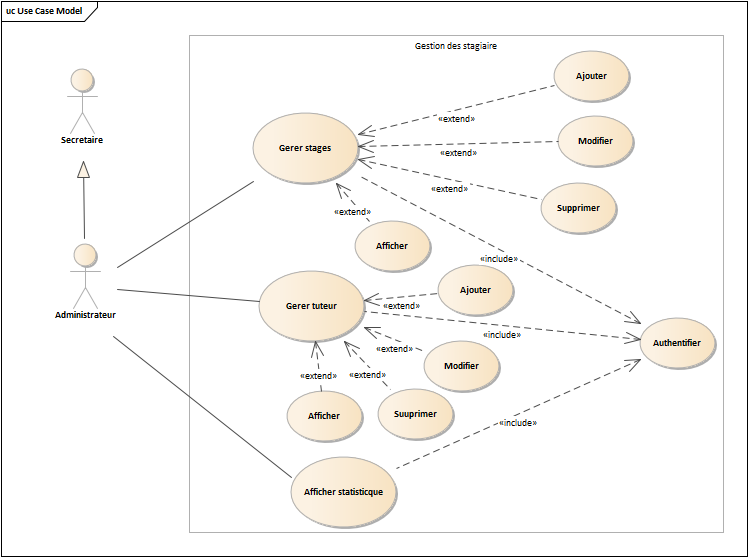 uc Use Case Model
Gestion des stagiaire
Ajouter
Secretaire
Gerer stages
«extend»
Modifier
«extend»
«extend»
Supprimer
«extend»
Afficher
«include»
Ajouter
Administrateur
Gerer tuteur
«extend»
«include»
Authentifier
«extend»
Modifier
«extend»
«extend»
Afficher
Suuprimer
«include»
Afficher statisticque